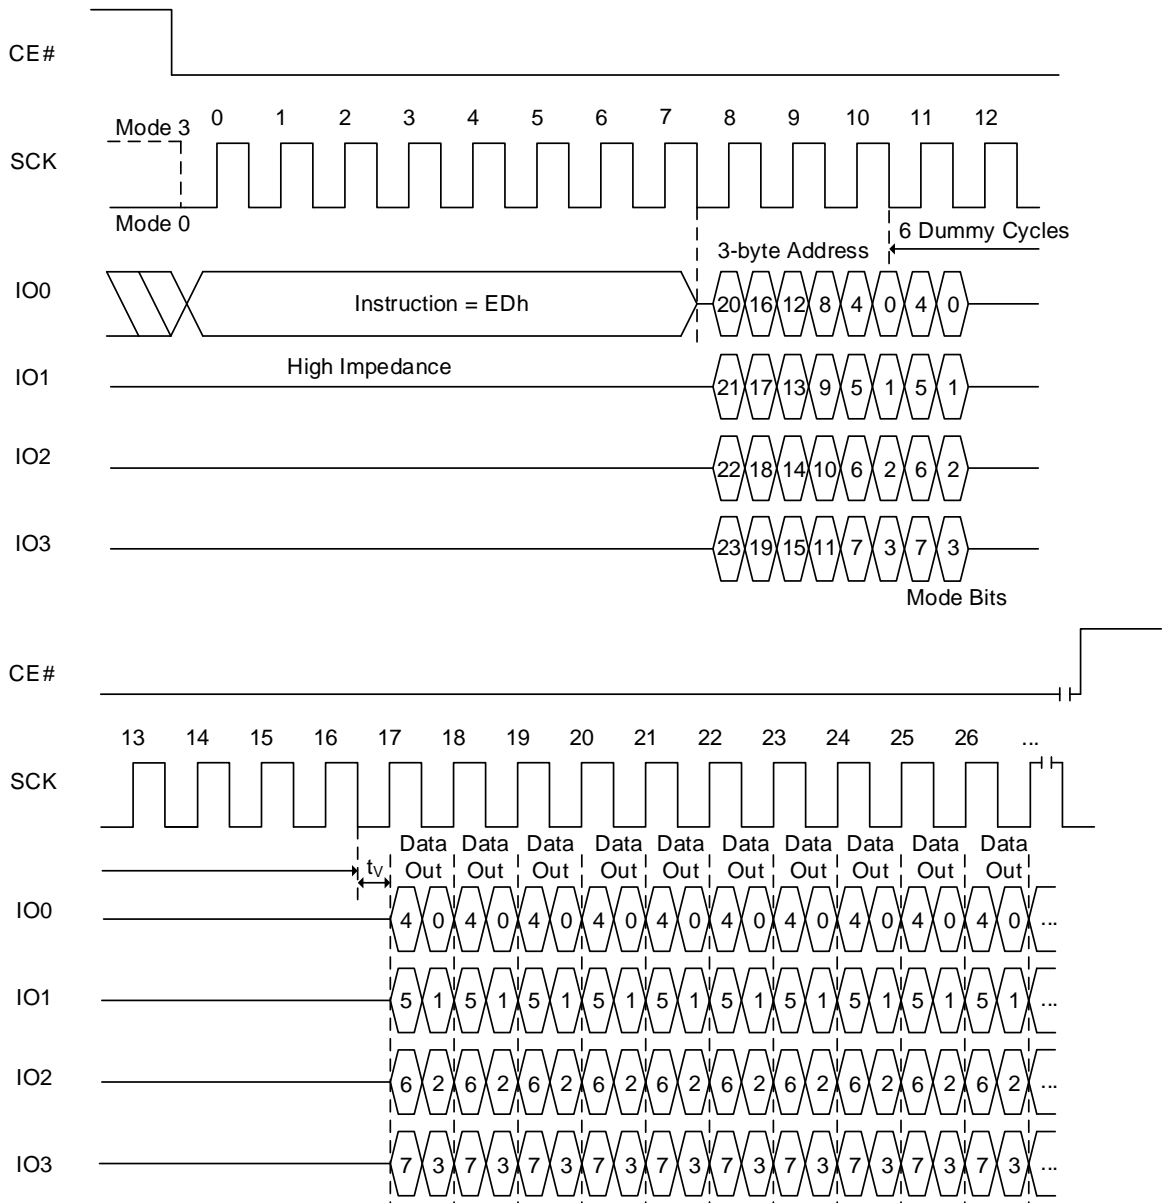 CE#
Mode 3 0 1 2 3 4 5 6 7 8 9 10 11 12
SCK
Mode 0
6 Dummy Cycles
3-byte Address
IO0 Instruction = EDh 20 16 12 8 4 0 4 0
High Impedance
IO1 21 17 13 9 5 1 5 1
IO2 22 18 14 10 6 2 6 2
IO3 23 19 15 11 7 3 7 3
Mode Bits
CE#
13 14 15 16 17 18 19 20 21 22 23 24 25 26 ...
SCK
Data Data Data Data Data Data Data Data Data Data
tV Out Out Out Out Out Out Out Out Out Out
IO0 4 0 4 0 4 0 4 0 4 0 4 0 4 0 4 0 4 0 4 0 ...
IO1 5 1 5 1 5 1 5 1 5 1 5 1 5 1 5 1 5 1 5 1 ...
IO2 6 2 6 2 6 2 6 2 6 2 6 2 6 2 6 2 6 2 6 2 ...
IO3 7 3 7 3 7 3 7 3 7 3 7 3 7 3 7 3 7 3 7 3 ...